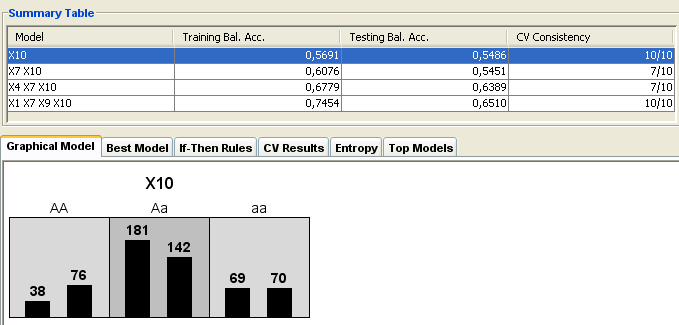 Summary Table
Model Training Bal. Acc. Testing Bal. Acc. CV Consistency
X10 0,5691 0,5486 10/10
X7 X10 0,6076 0,5451 7/10
X4 X7 X10 0,6779 0,6389 7/10
X1 X7 X9 X10 0,7454 0,6510 10/10
Graphical Model Best Model If-Then Rules CV Results Entropy Top Models
X10
AA Aa aa
38 76 181 142 69 70